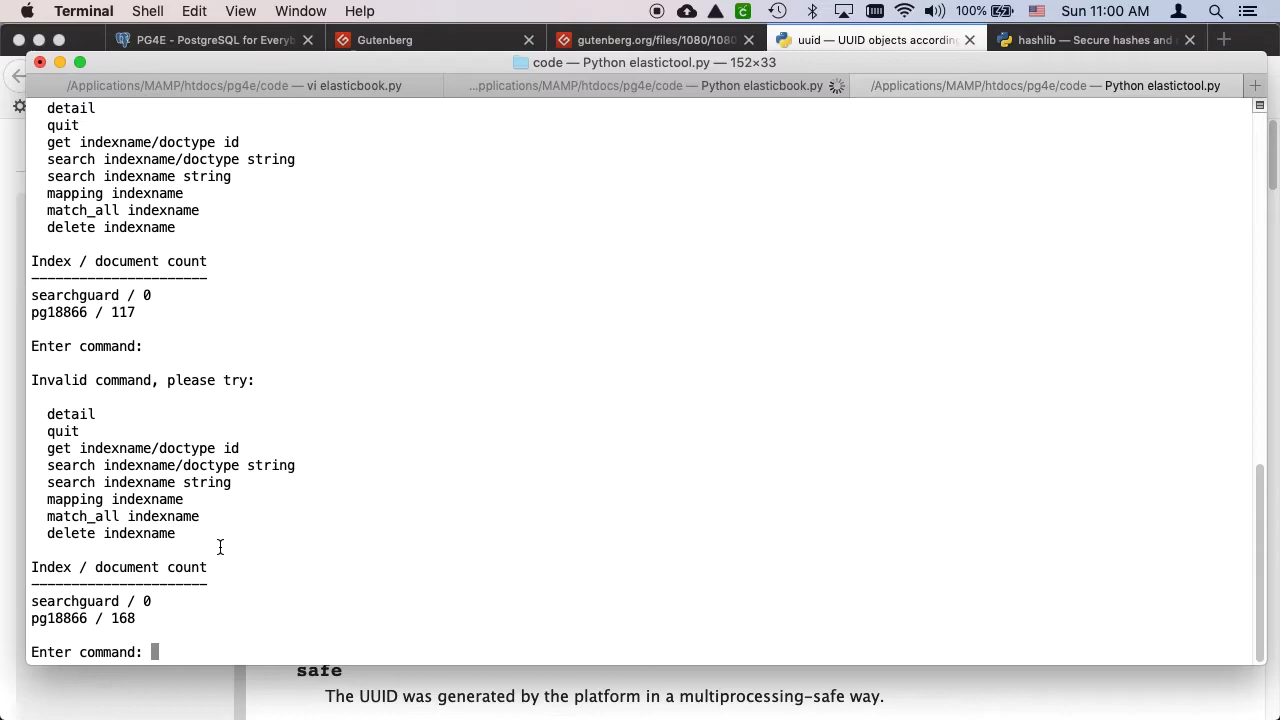 Terminal Shell Edit View Window Help 100% Sun 11:00 AM
PG4E - PostgreSQL for Everyb Gutenberg gutenberg.org/files/1080/1080 uuid — UUID objects according hashlib — Secure hashes and
code — Python elastictool.py — 152×33
/Applications/MAMP/htdocs/pg4e/code — vi elasticbook.py ...pplications/MAMP/htdocs/pg4e/code — Python elasticbook.py /Applications/MAMP/htdocs/pg4e/code — Python elastictool.py
detail
quit
get indexname/doctype id
search indexname/doctype string
search indexname string
mapping indexname
match_all indexname
delete indexname
Index / document count
----------------------
searchguard / 0
pg18866 / 117
Enter command:
Invalid command, please try:
detail
quit
get indexname/doctype id
search indexname/doctype string
search indexname string
mapping indexname
match_all indexname
delete indexname
Index / document count
----------------------
searchguard / 0
pg18866 / 168
Enter command:
safe
The UUID was generated by the platform in a multiprocessing-safe way.